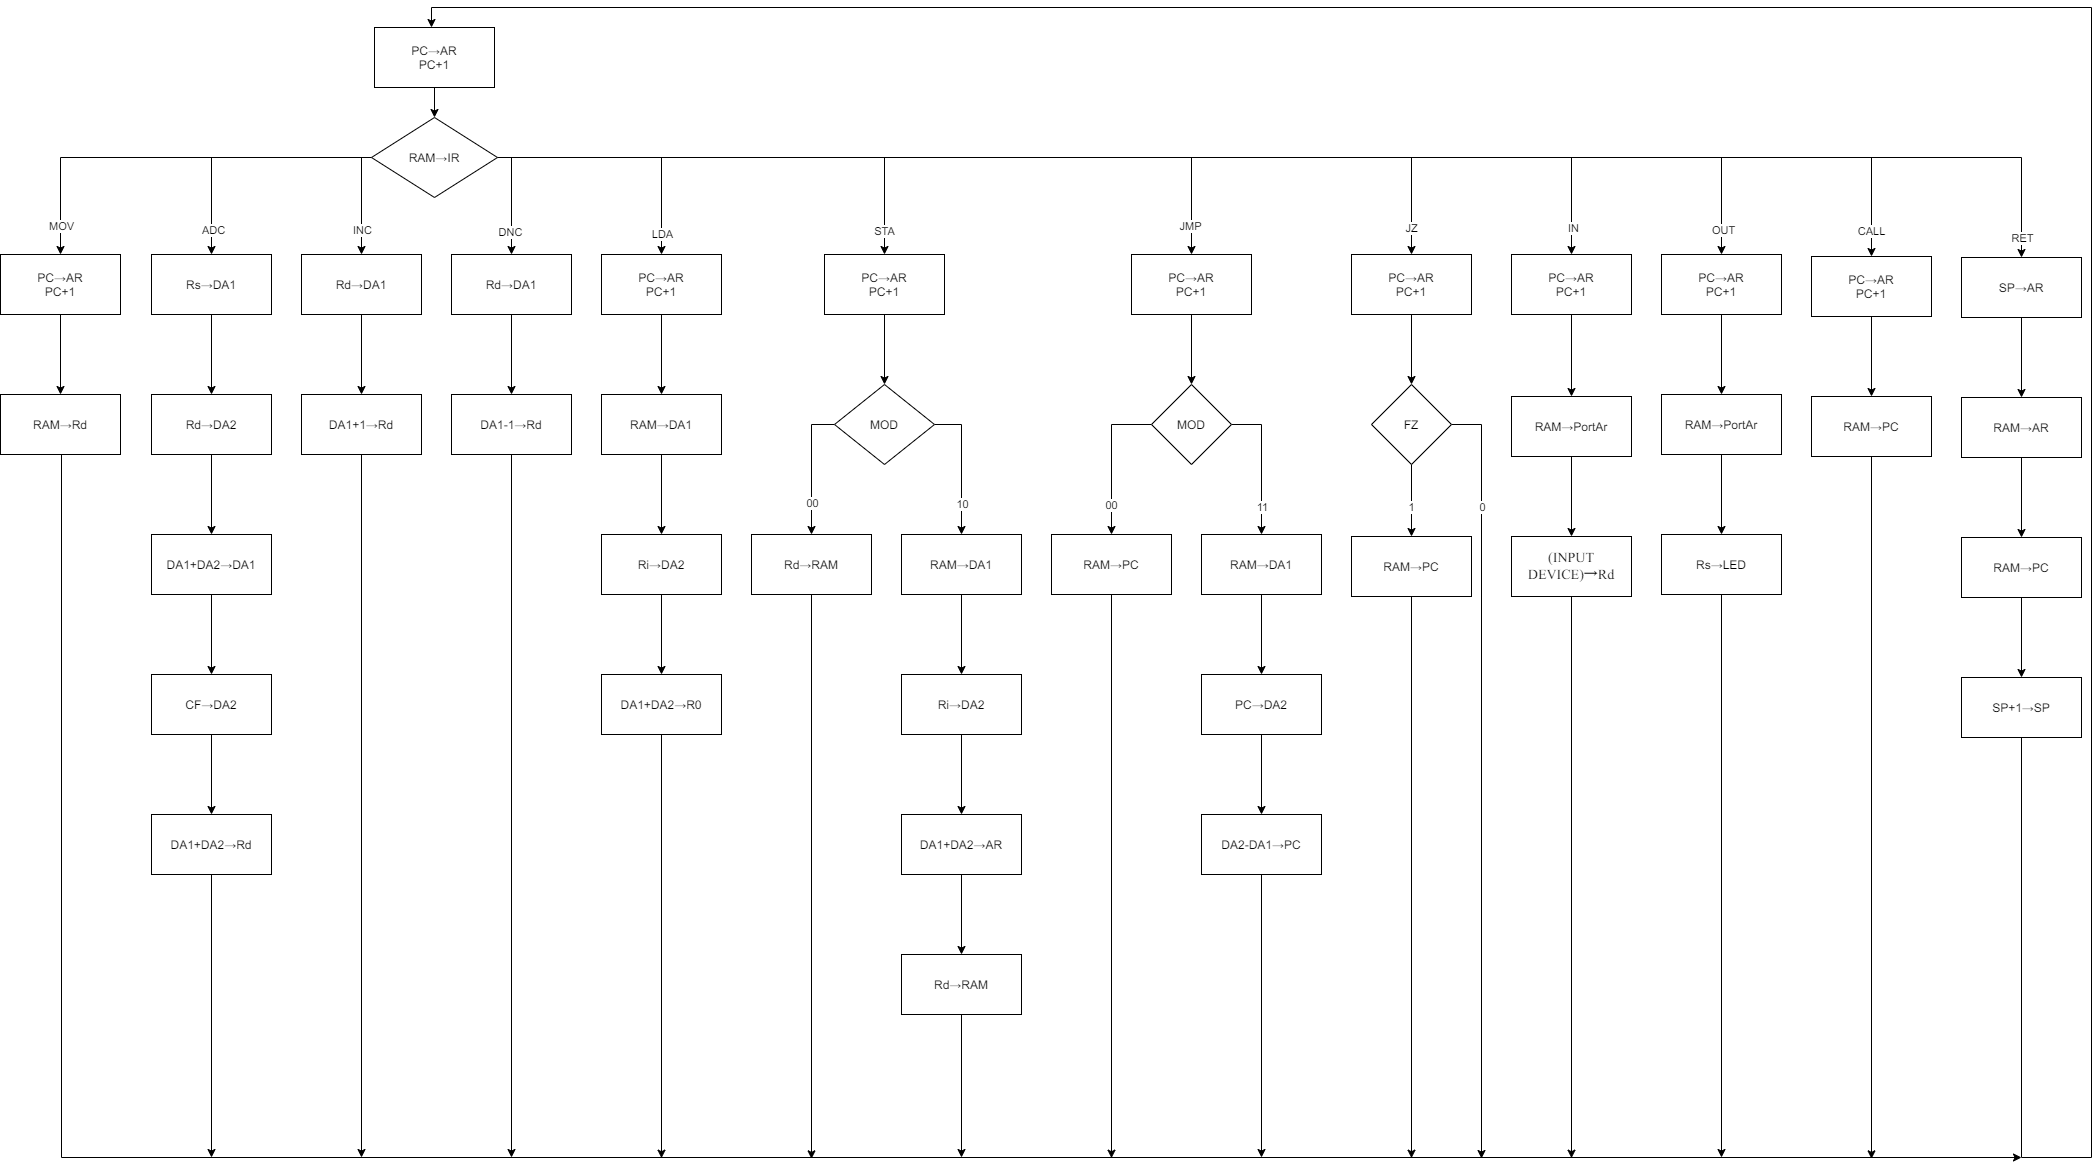 PC→AR
PC+1
RAM→IR
MOV
ADC
INC
DNC
LDA
STA
JMP
JZ
IN
OUT
CALL
RET
PC→AR
PC+1
Rs→DA1
Rd→DA1
Rd→DA1
PC→AR
PC+1
PC→AR
PC+1
PC→AR
PC+1
PC→AR
PC+1
PC→AR
PC+1
PC→AR
PC+1
PC→AR
PC+1
SP→AR
RAM→Rd
Rd→DA2
DA1+1→Rd
DA1-1→Rd
RAM→DA1
MOD
MOD
FZ
RAM→PortAr
RAM→PortAr
RAM→PC
RAM→AR
00
10
00
11
1
0
DA1+DA2→DA1
Ri→DA2
Rd→RAM
RAM→DA1
RAM→PC
RAM→DA1
RAM→PC
(INPUT
DEVICE)→Rd
Rs→LED
RAM→PC
CF→DA2
DA1+DA2→R0
Ri→DA2
PC→DA2
SP+1→SP
DA1+DA2→Rd
DA1+DA2→AR
DA2-DA1→PC
Rd→RAM